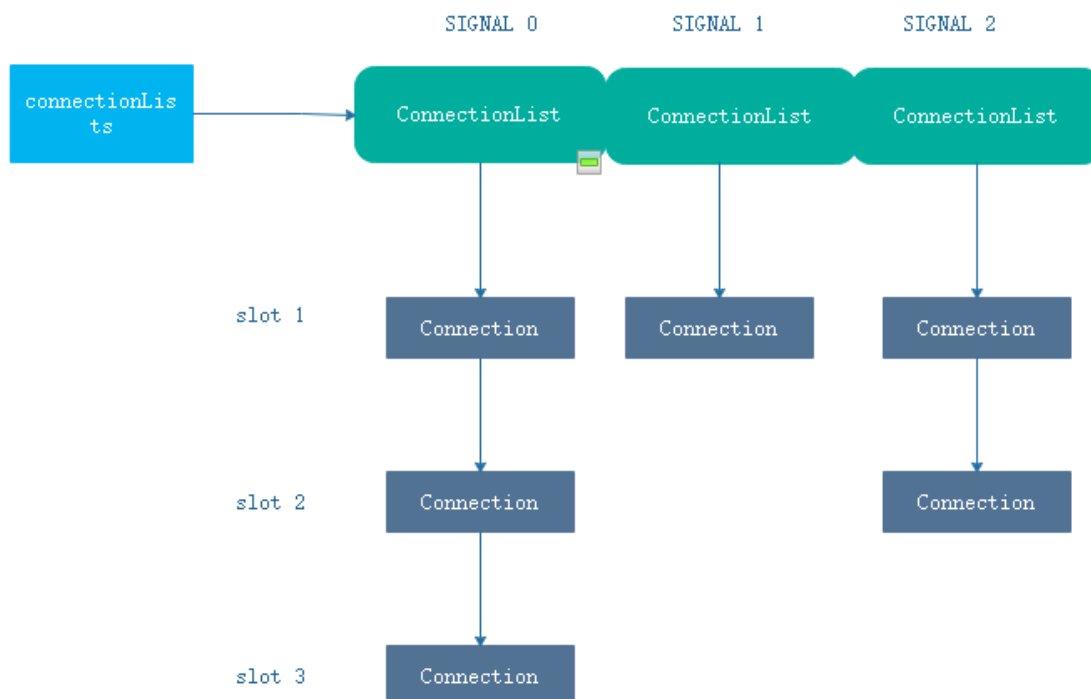 SIGNAL 0 SIGNAL 1 SIGNAL 2
connectionLis
ts
ConnectionList ConnectionList ConnectionList
slot 1 Connection Connection Connection
slot 2 Connection Connection
slot 3 Connection